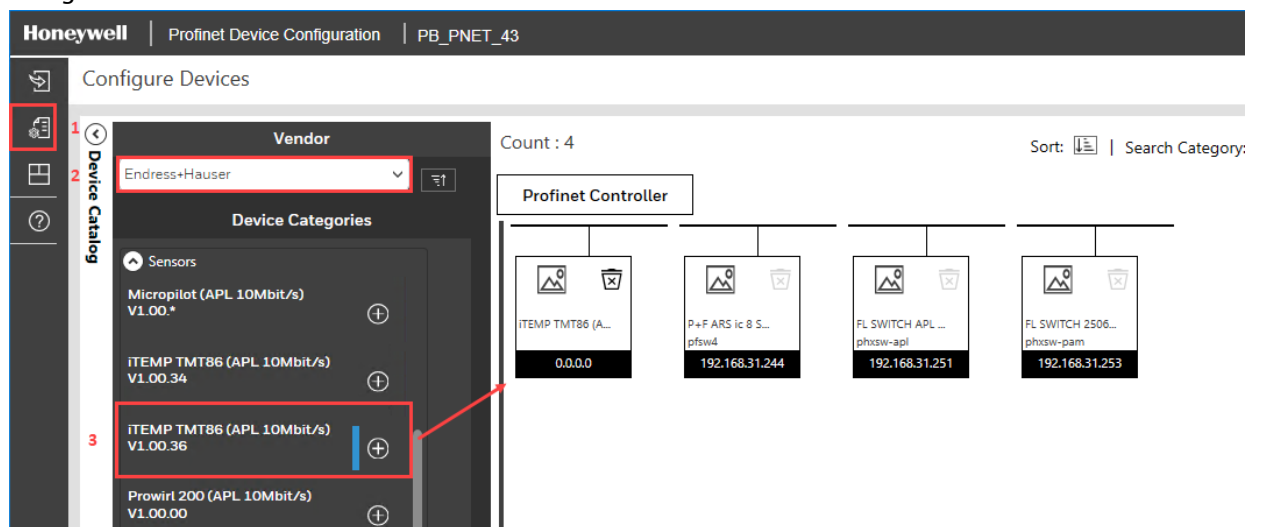 Honeywell | Profinet Device Configuration | PB_PNET_43
Configure Devices
1
2
3
Device Catalog
Vendor
Endress+Hauser
Device Categories
Sensors
Micropilot (APL 10Mbit/s)
V1.00.*
iTEMP TMT86 (APL 10Mbit/s)
V1.00.34
iTEMP TMT86 (APL 10Mbit/s)
V1.00.36
Prowirl 200 (APL 10Mbit/s)
V1.00.00
Count : 4
Sort: | Search Category:
Profinet Controller
iTEMP TMT86 (A...
0.0.0.0
P+F ARS ic 8 S...
pfsw4
192.168.31.244
FL SWITCH APL ...
phxsw-apl
192.168.31.251
FL SWITCH 2506...
phxsw-pam
192.168.31.253